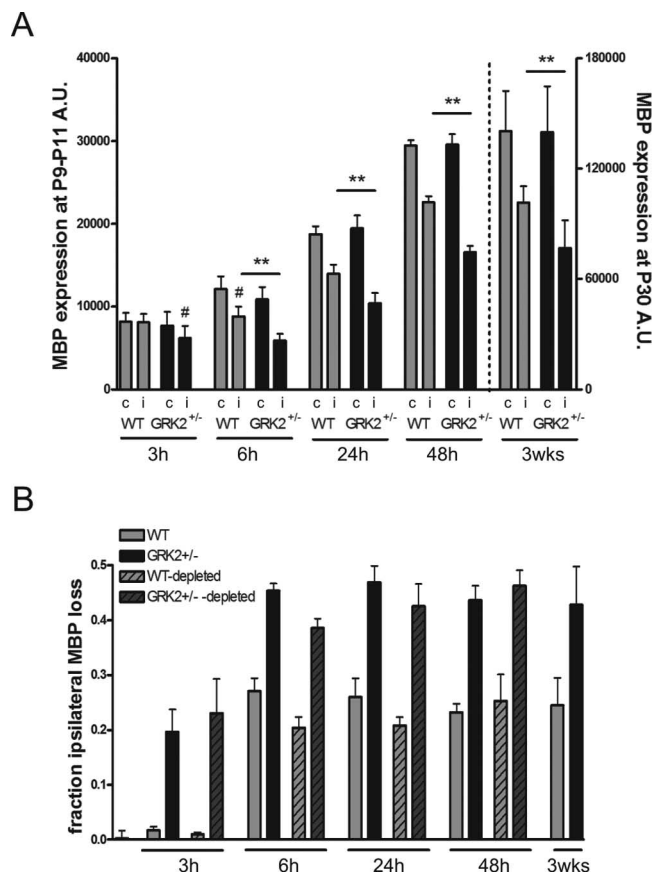 A
MBP expression at P9-P11 A.U.
40000
30000
20000
10000
0
180000
120000
60000
0
MBP expression at P30 A.U.
#
#
**
**
**
**
c i c i c i c i c i c i c i c i c i c i
WT GRK2+/- WT GRK2+/- WT GRK2+/- WT GRK2+/- WT GRK2+/-
3h 6h 24h 48h 3wks
B
WT
GRK2+/-
WT-depleted
GRK2+/- -depleted
fraction ipsilateral MBP loss
0.5
0.4
0.3
0.2
0.1
0.0
3h 6h 24h 48h 3wks